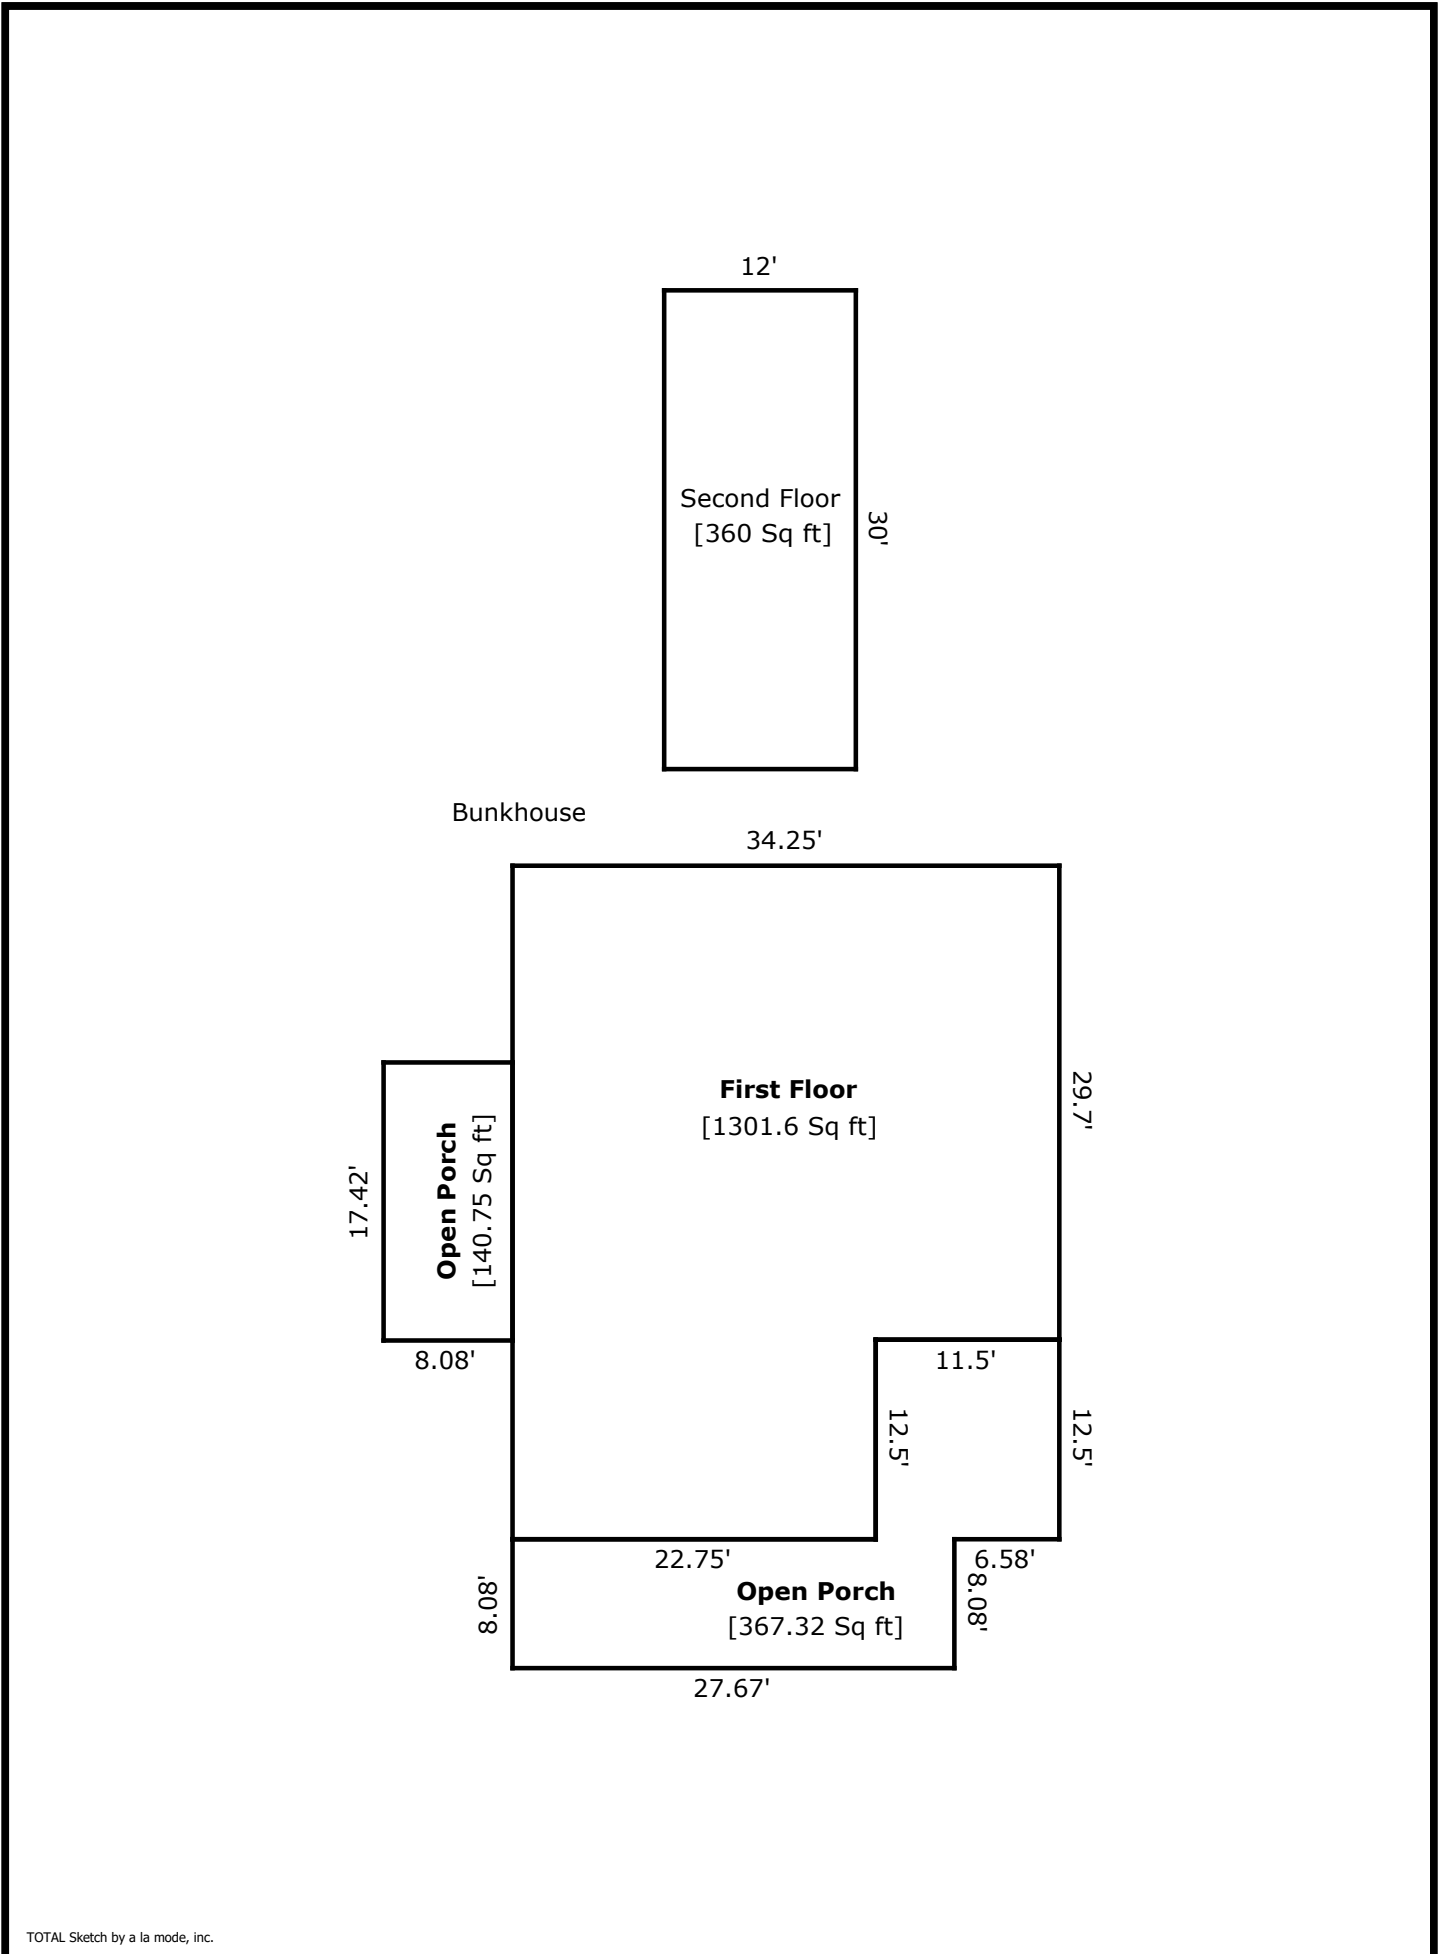 12'
Second Floor
[360 Sq ft]
30'
Bunkhouse
34.25'
First Floor
[1301.6 Sq ft]
29.7'
Open Porch
[140.75 Sq ft]
17.42'
8.08'
11.5'
12.5'
12.5'
22.75'
6.58'
8.08'
Open Porch
[367.32 Sq ft]
8.08'
27.67'
TOTAL Sketch by a la mode, inc.